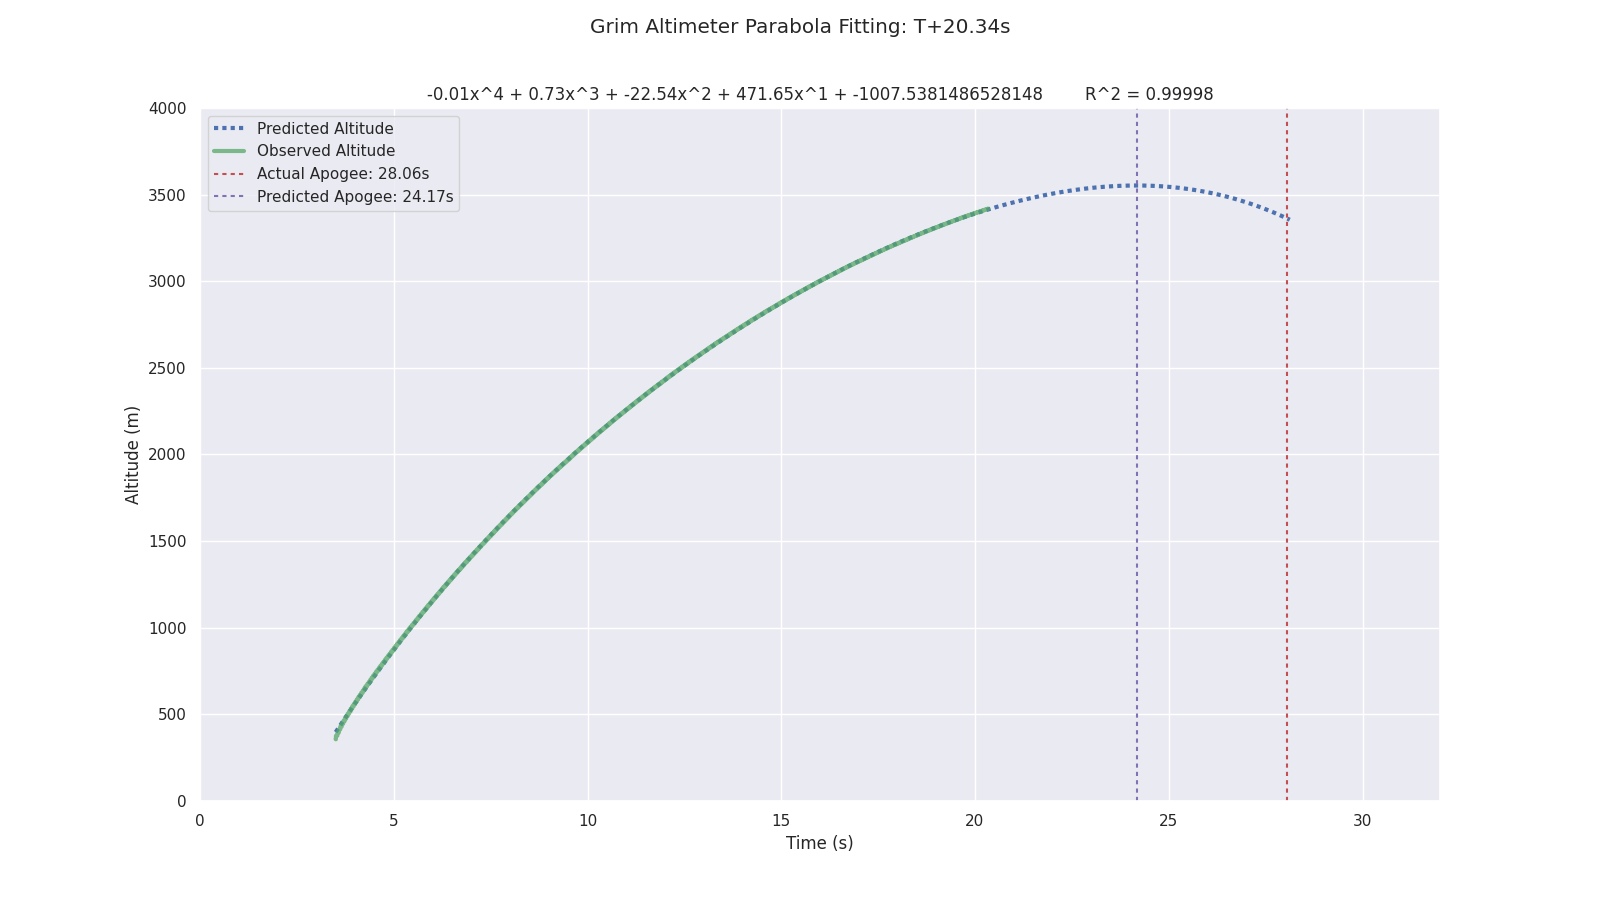 Grim Altimeter Parabola Fitting: T+20.34s
-0.01x^4 + 0.73x^3 + -22.54x^2 + 471.65x^1 + -1007.5381486528148 R^2 = 0.99998
Predicted Altitude
Observed Altitude
Actual Apogee: 28.06s
Predicted Apogee: 24.17s
Altitude (m)
4000
3500
3000
2500
2000
1500
1000
500
0
0 5 10 15 20 25 30
Time (s)